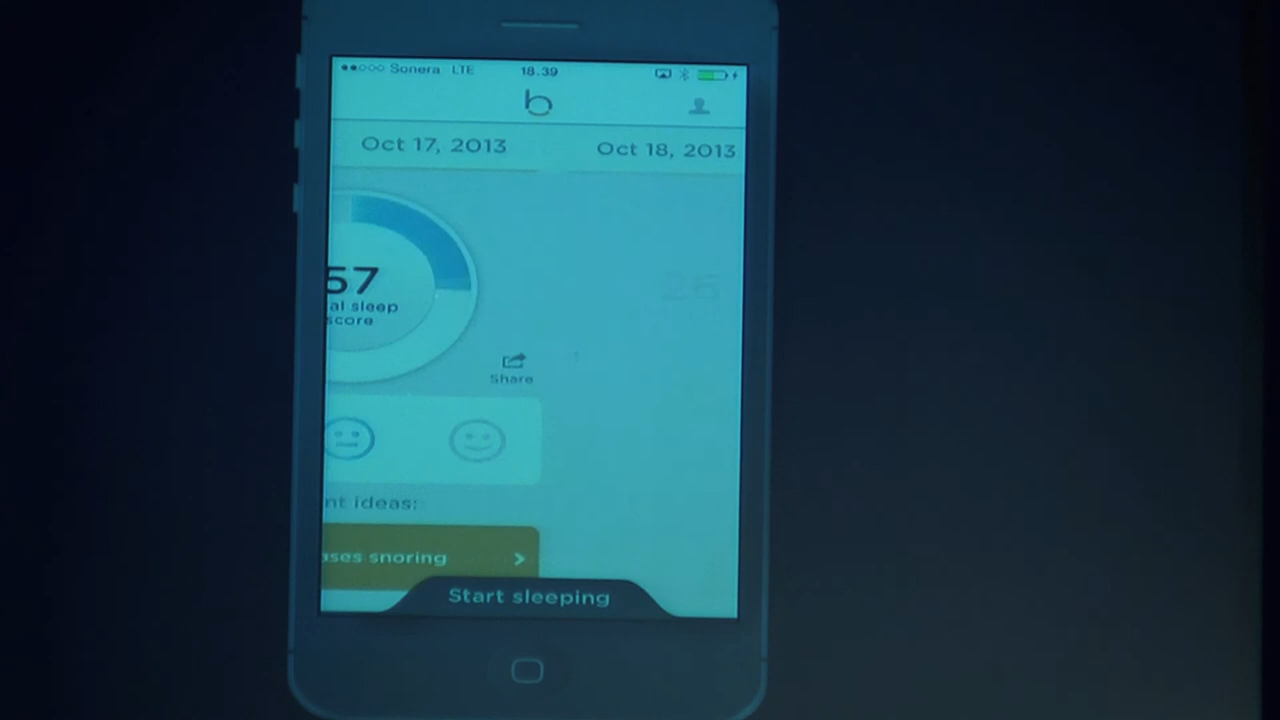 Sonera LTE 18.39
b
Oct 17, 2013 Oct 18, 2013
57
al sleep
score
26
Share
nt ideas:
ases snoring
Start sleeping